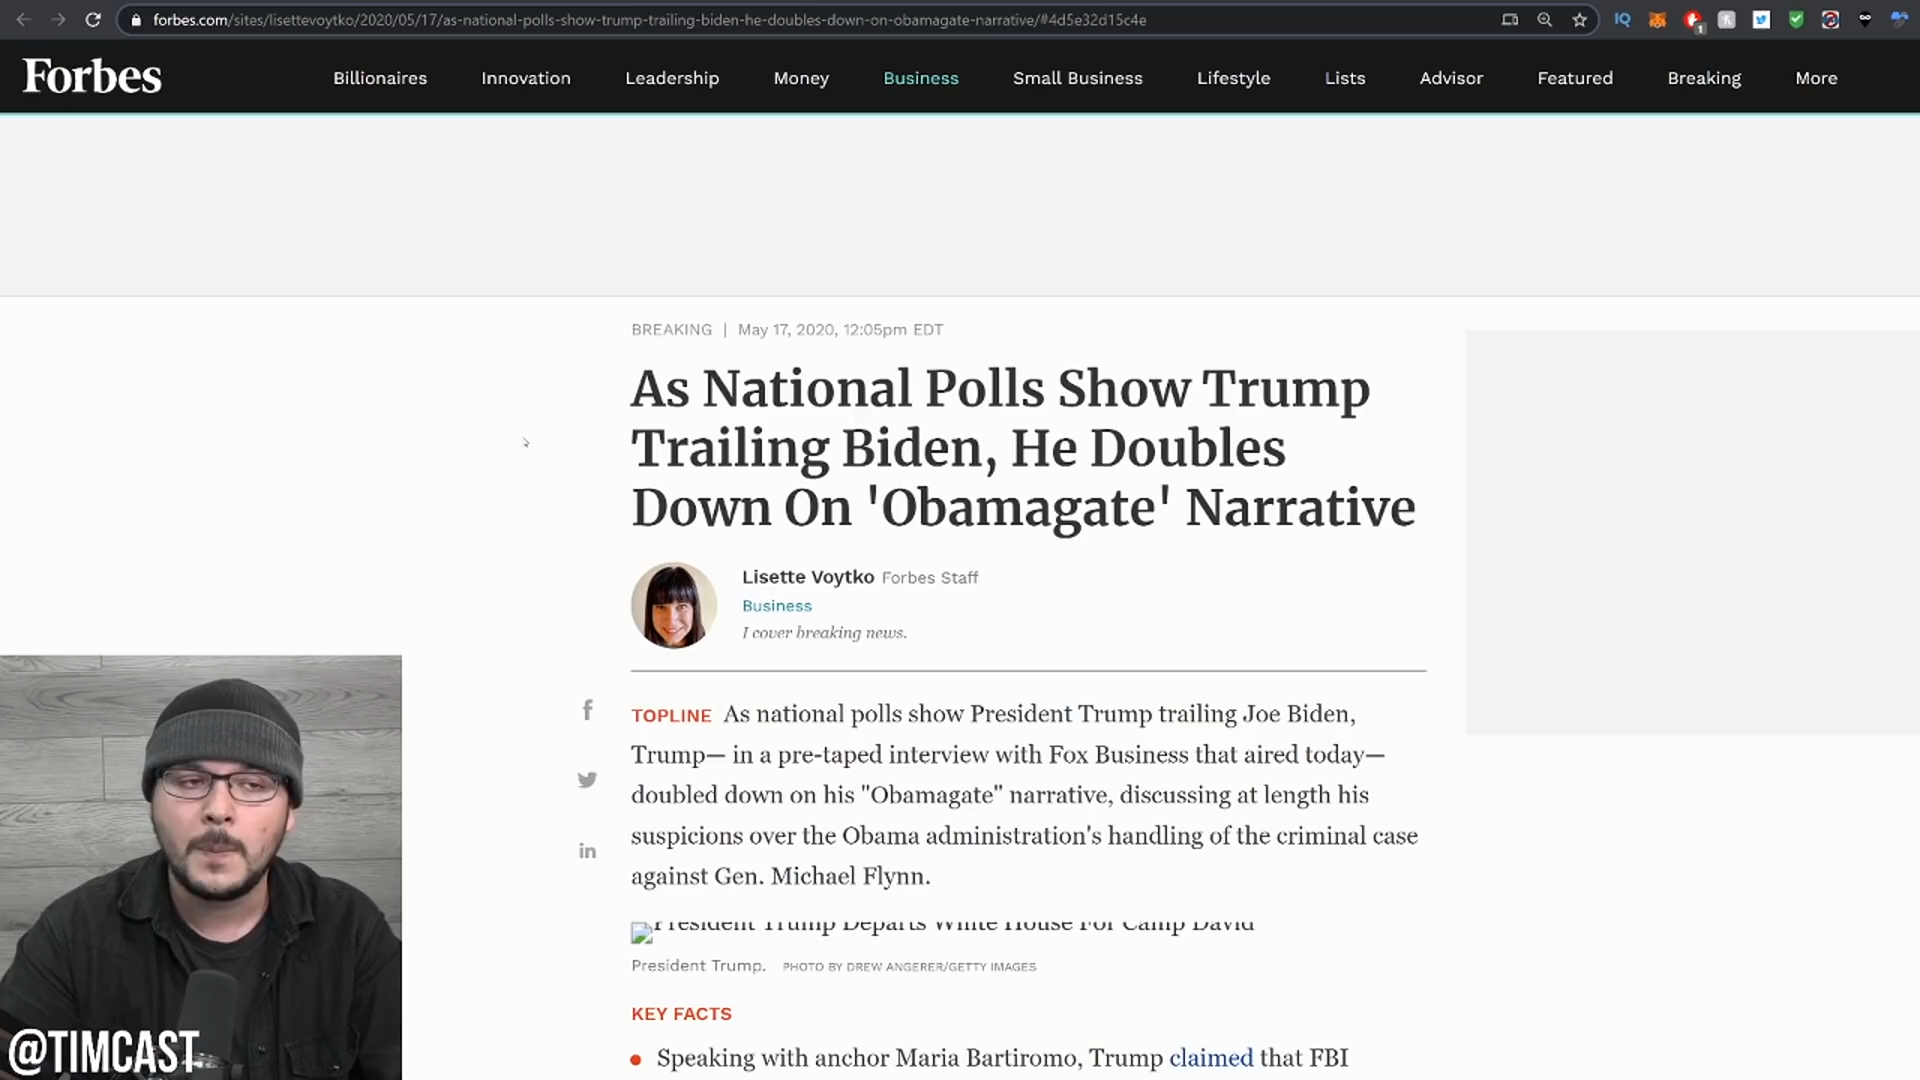 forbes.com/sites/lisettevoytko/2020/05/17/as-national-polls-show-trump-trailing-biden-he-doubles-down-on-obamagate-narrative/#4d5e32d15c4e
IQ
1
Forbes
Billionaires Innovation Leadership Money Business Small Business Lifestyle Lists Advisor Featured Breaking More
BREAKING | May 17, 2020, 12:05pm EDT
As National Polls Show Trump
Trailing Biden, He Doubles
Down On 'Obamagate' Narrative
Lisette Voytko Forbes Staff
Business
I cover breaking news.
TOPLINE As national polls show President Trump trailing Joe Biden,
Trump— in a pre-taped interview with Fox Business that aired today—
doubled down on his "Obamagate" narrative, discussing at length his
suspicions over the Obama administration's handling of the criminal case
against Gen. Michael Flynn.
President Trump Departs White House For Camp David
President Trump. PHOTO BY DREW ANGERER/GETTY IMAGES
KEY FACTS
Speaking with anchor Maria Bartiromo, Trump claimed that FBI
f
in
@TIMCAST